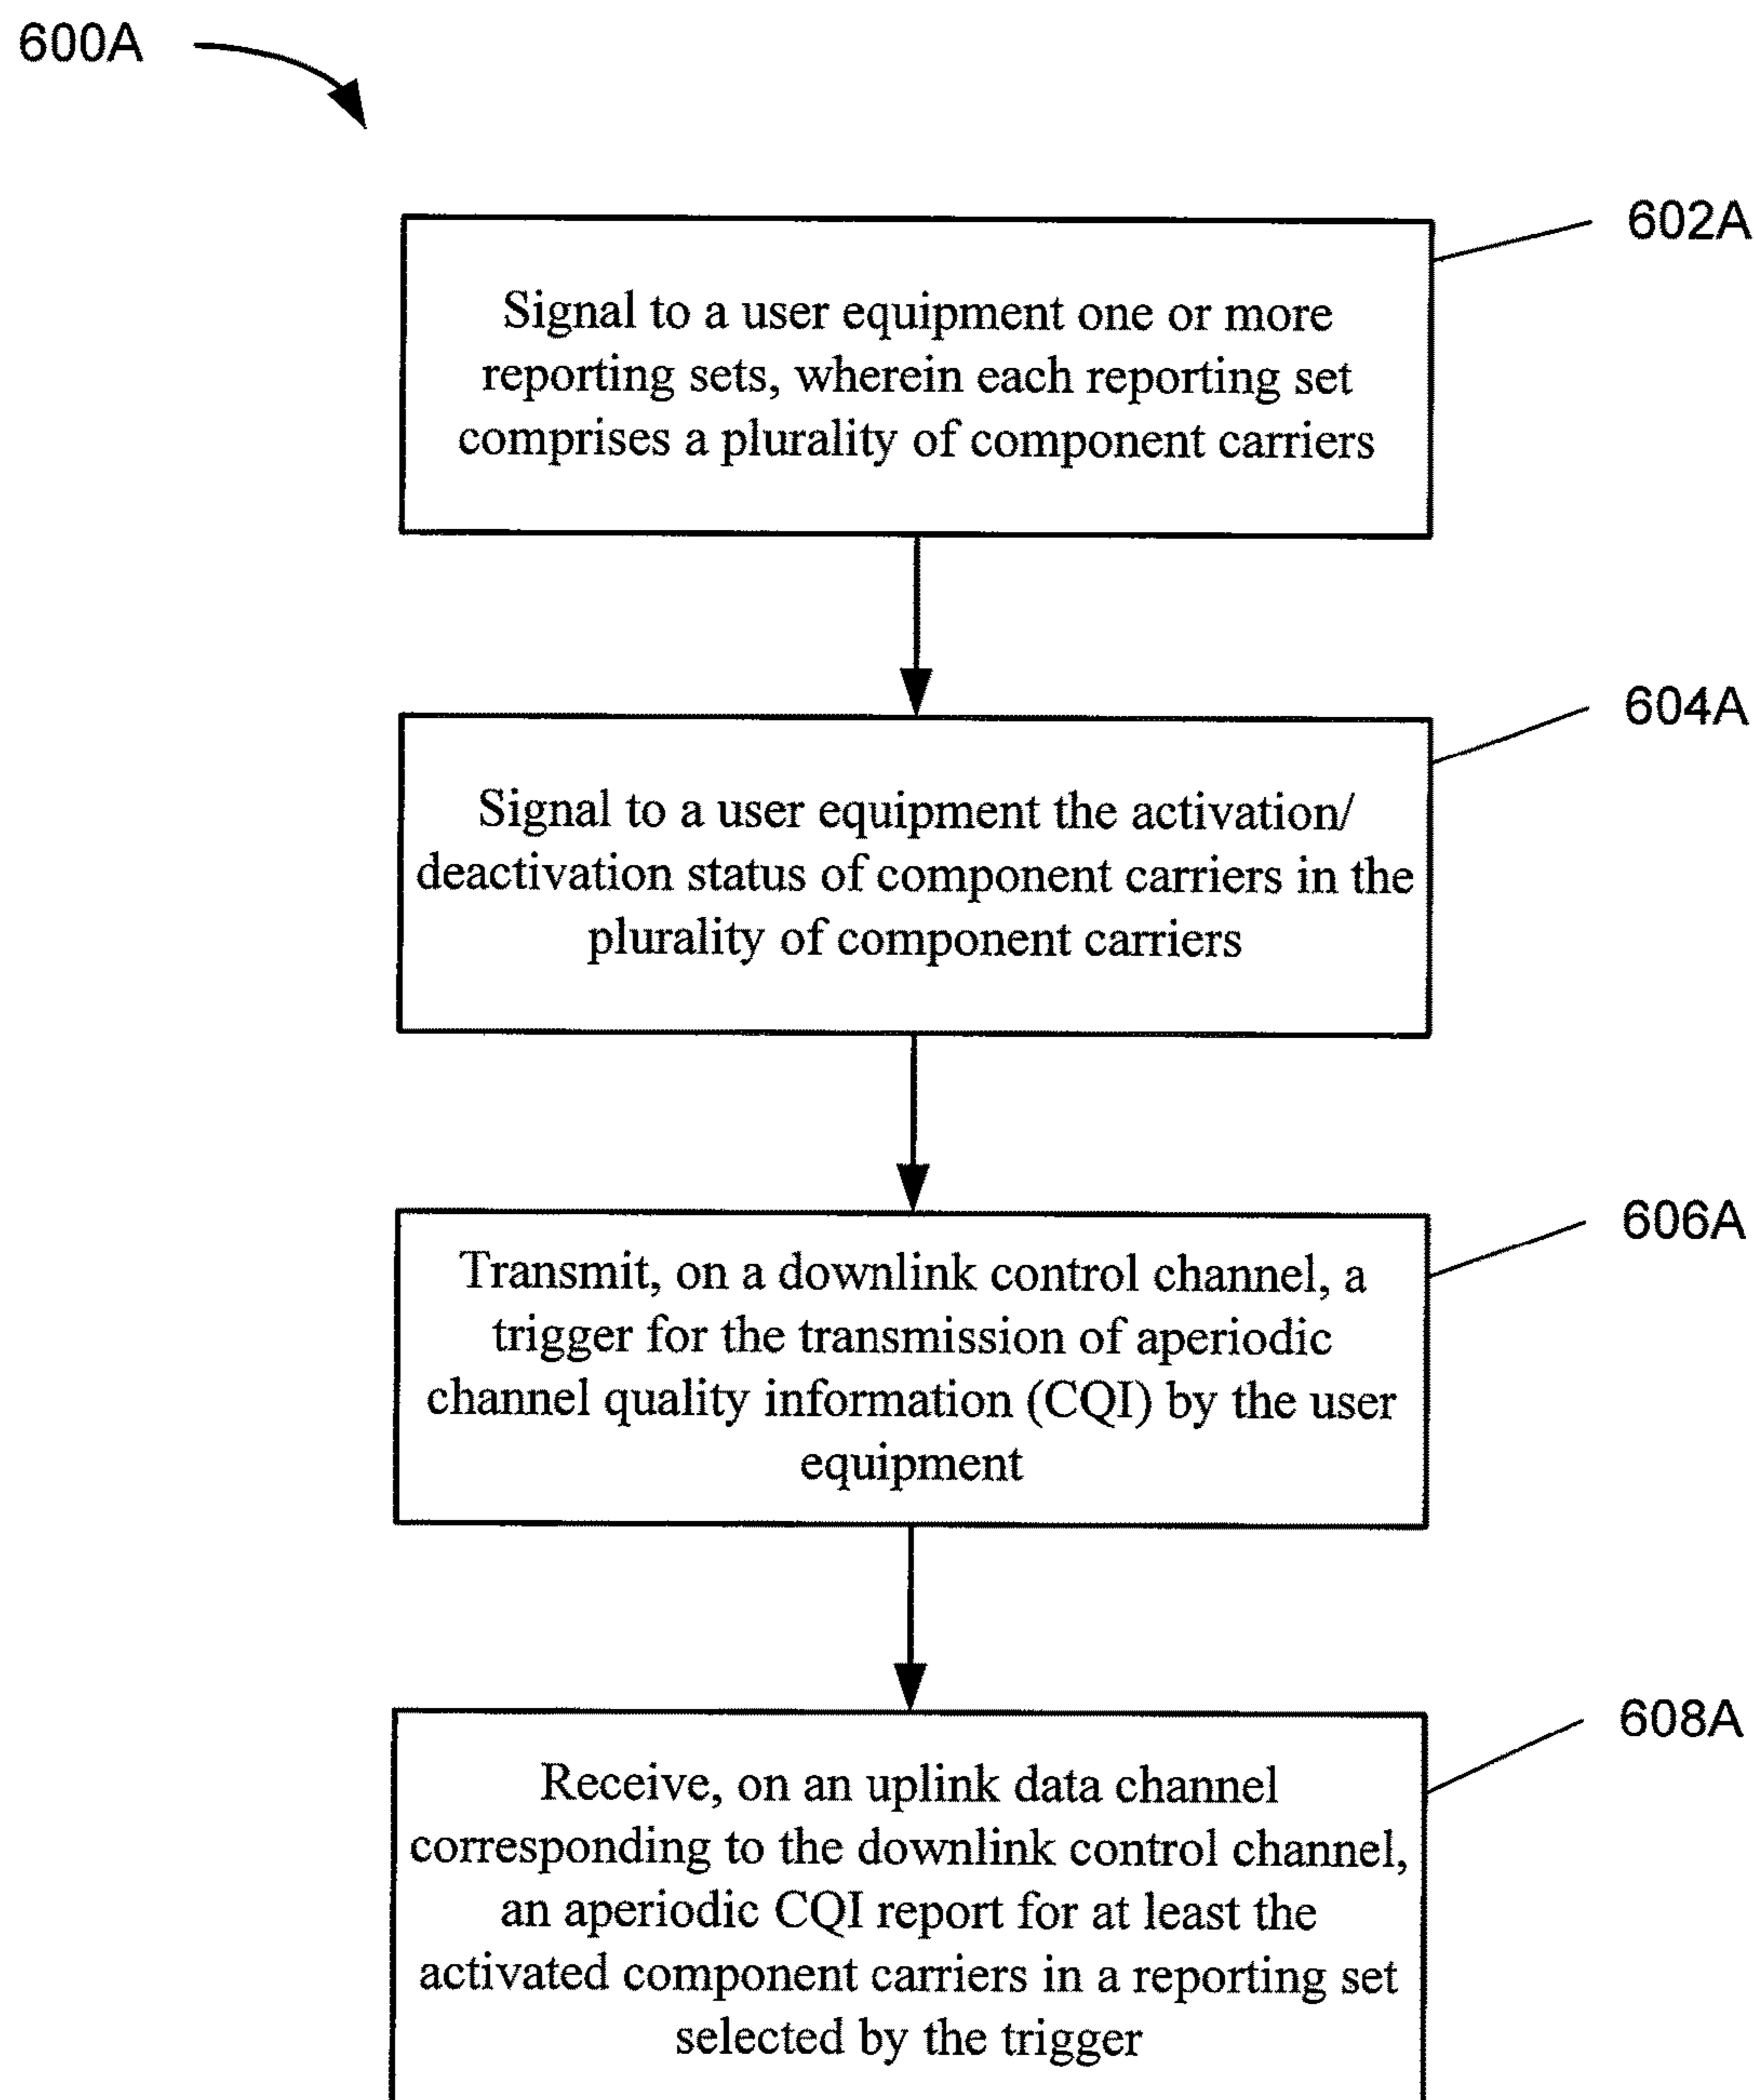 600A
602A
Signal to a user equipment one or more
reporting sets, wherein each reporting set
comprises a plurality of component carriers
604A
Signal to a user equipment the activation/
deactivation status of component carriers in the
plurality of component carriers
606A
Transmit, on a downlink control channel, a
trigger for the transmission of aperiodic
channel quality information (CQI) by the user
equipment
608A
Receive, on an uplink data channel
corresponding to the downlink control channel,
an aperiodic CQI report for at least the
activated component carriers in a reporting set
selected by the trigger